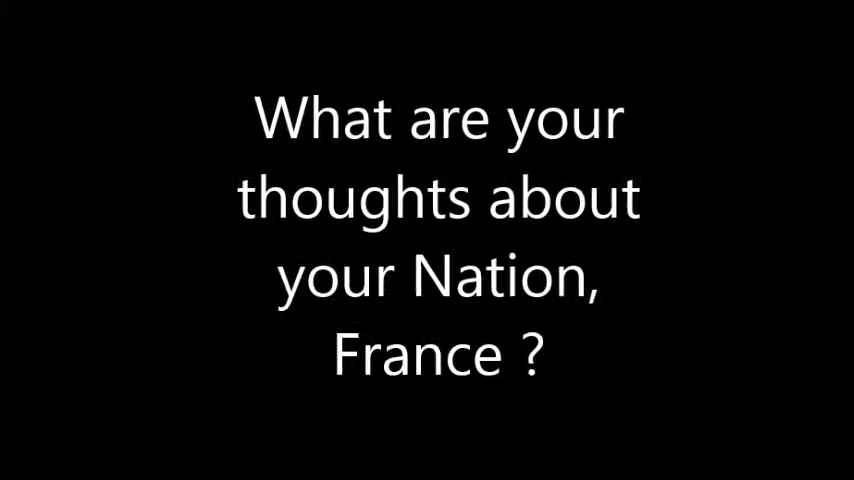 What are your
thoughts about
your Nation,
France ?